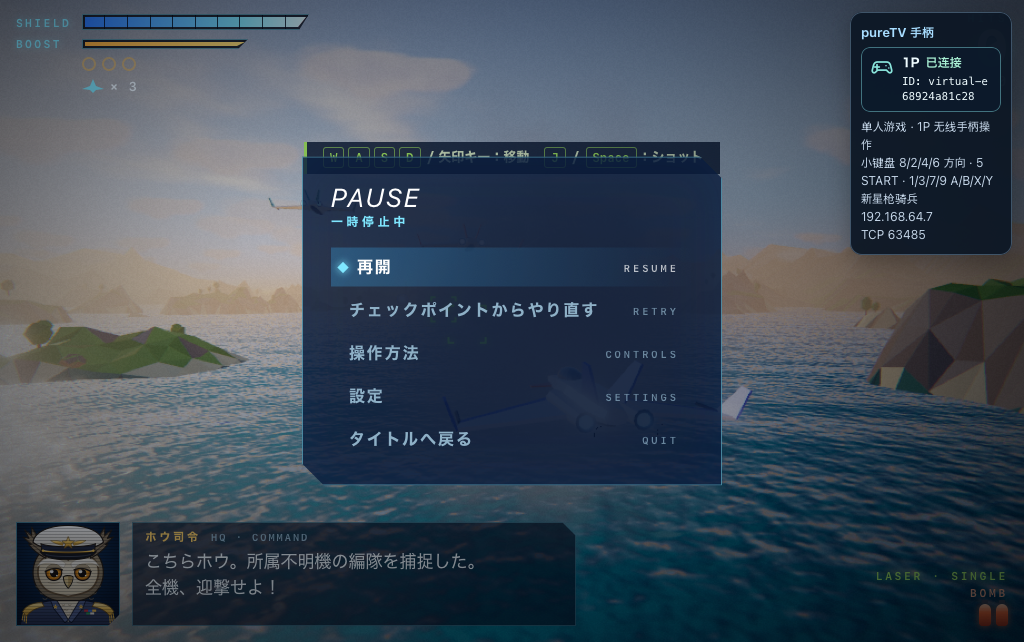 SHIELD
BOOST
× 3
pureTV 手柄
1P 已连接
ID: virtual-e
68924a81c28
单人游戏 · 1P 无线手柄操
作
小键盘 8/2/4/6 方向 · 5
START · 1/3/7/9 A/B/X/Y
新星枪骑兵
192.168.64.7
TCP 63485
W A S D / 矢印キー：移動 J / Space ：ショット
PAUSE
一時停止中
再開 RESUME
チェックポイントからやり直す RETRY
操作方法 CONTROLS
設定 SETTINGS
タイトルへ戻る QUIT
ホウ司令 HQ · COMMAND
こちらホウ。所属不明機の編隊を捕捉した。
全機、迎撃せよ！
LASER · SINGLE
BOMB